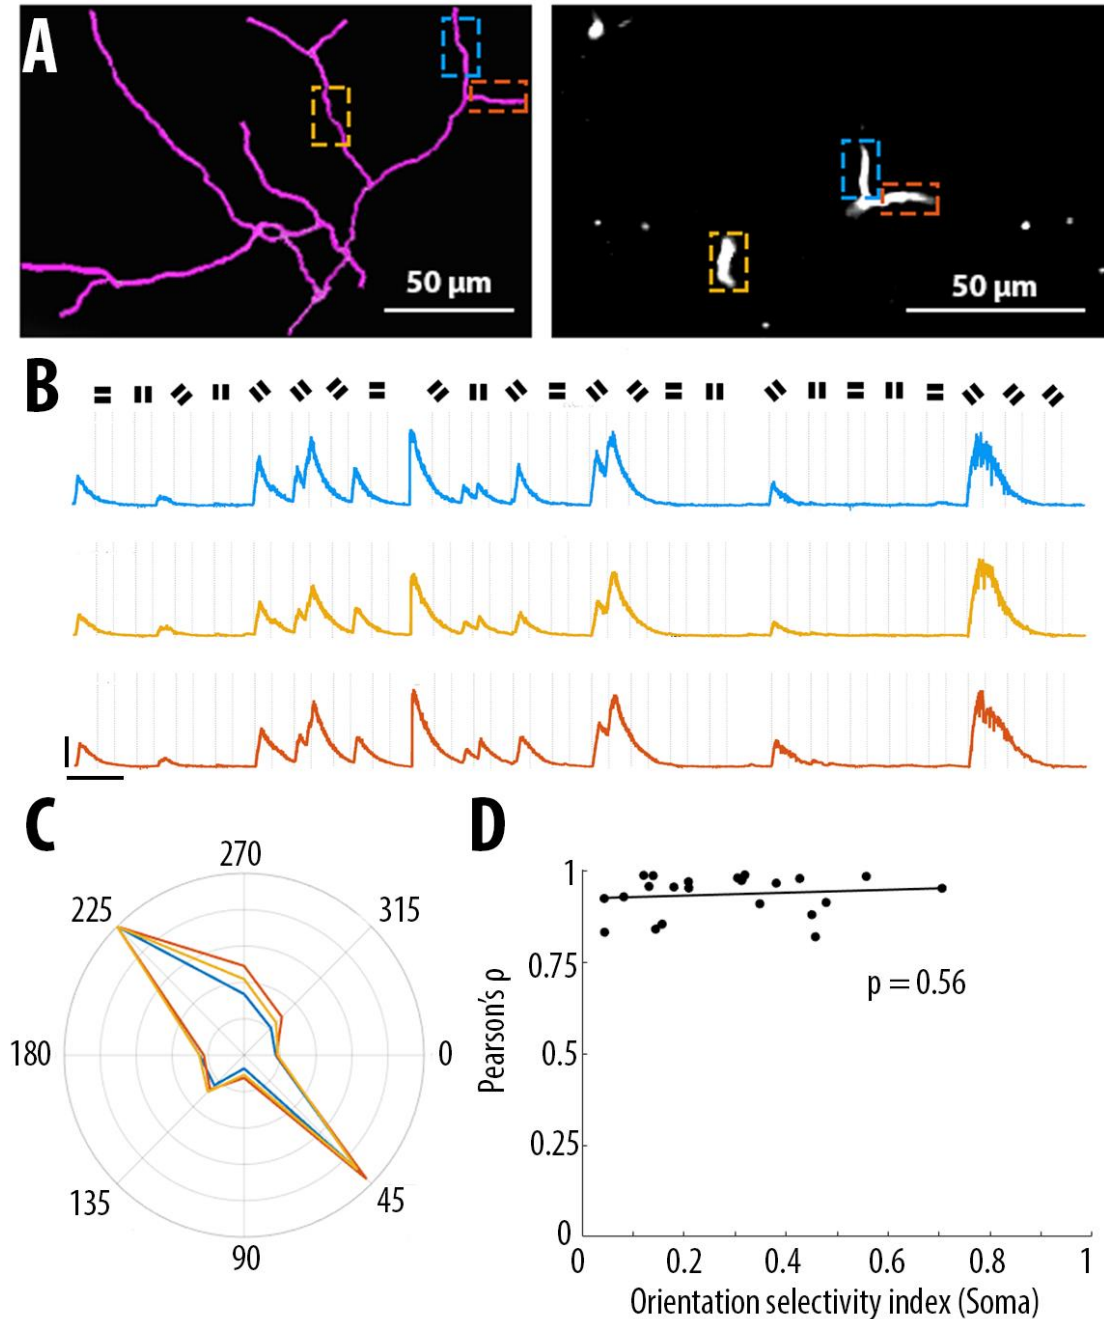 A
50 µm
50 µm
B
C
270
225
315
180
0
135
45
90
D
1
0.75
0.5
0.25
0
Pearson's ρ
p = 0.56
0
0.2
0.4
0.6
0.8
1
Orientation selectivity index (Soma)